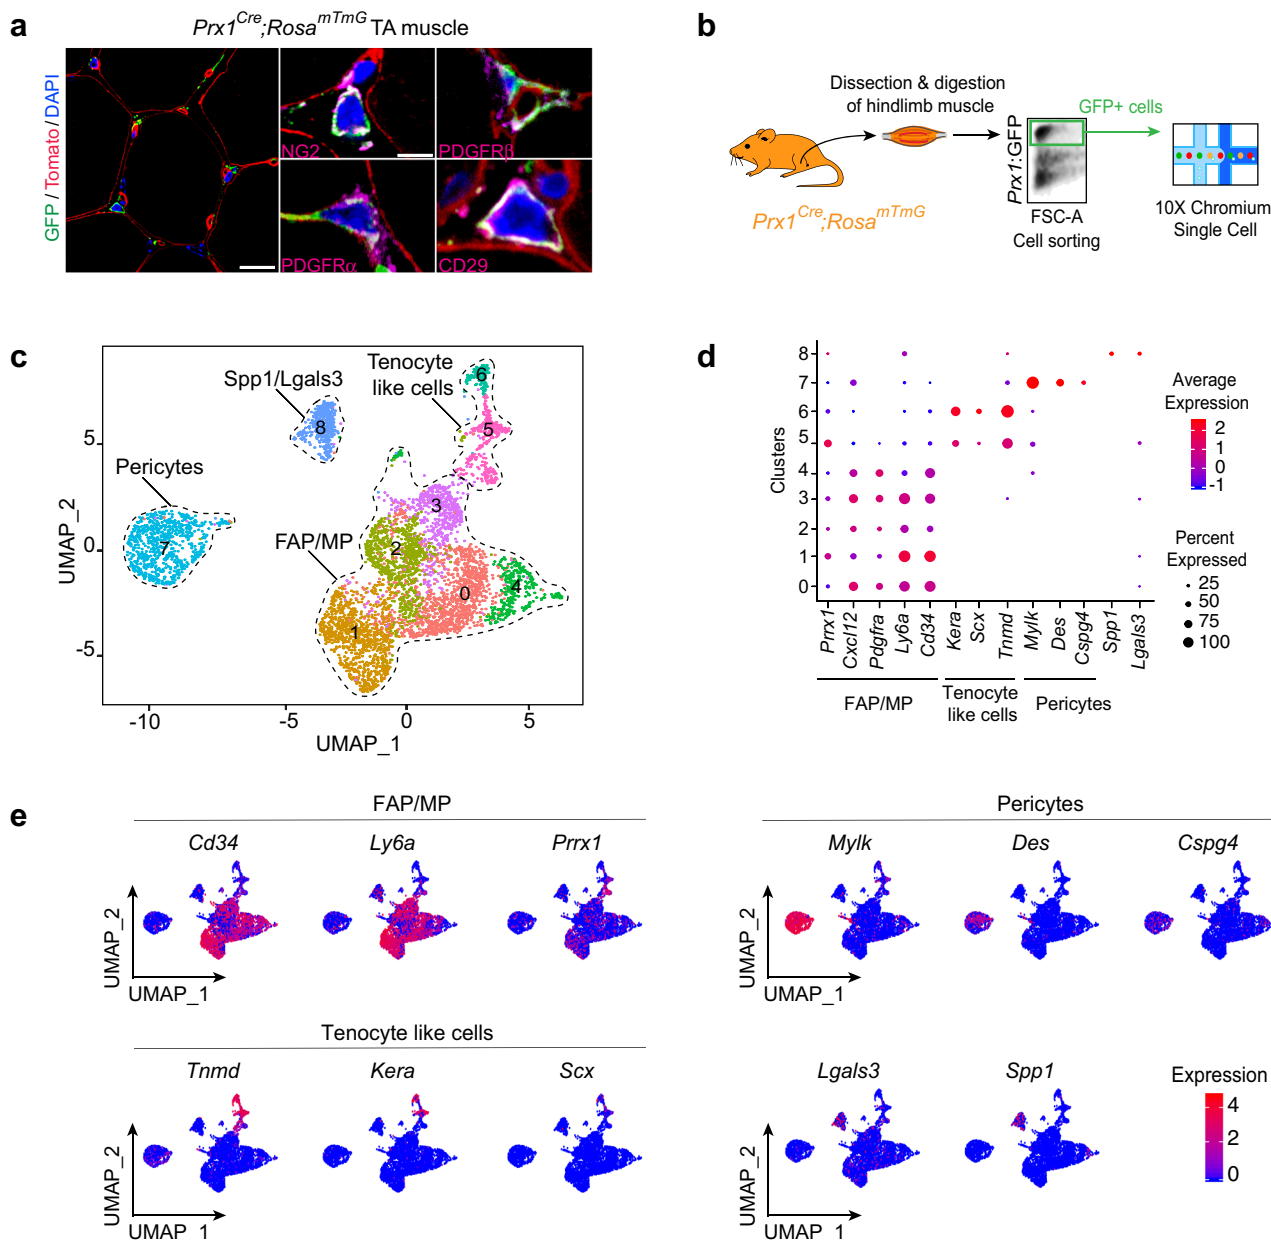 a
Prx1Cre;RosamTmG TA muscle
GFP / Tomato / DAPI
NG2
PDGFRβ
PDGFRα
CD29
b
Dissection & digestion
of hindlimb muscle
GFP+ cells
Prx1:GFP
Prx1Cre;RosamTmG
FSC-A
Cell sorting
10X Chromium
Single Cell
c
Tenocyte
like cells
Spp1/Lgals3
Pericytes
FAP/MP
6
8
5
3
7
2
0
4
1
UMAP_2
5
0
-5
-10
-5
0
5
UMAP_1
d
Clusters
8
7
6
5
4
3
2
1
0
Prrx1
Cxcl12
Pdgfra
Ly6a
Cd34
Kera
Scx
Tnmd
Mylk
Des
Cspg4
Spp1
Lgals3
FAP/MP
Tenocyte
like cells
Pericytes
Average
Expression
2
1
0
-1
Percent
Expressed
25
50
75
100
e
FAP/MP
Cd34
Ly6a
Prrx1
UMAP_2
UMAP_1
Pericytes
Mylk
Des
Cspg4
UMAP_2
UMAP_1
Tenocyte like cells
Tnmd
Kera
Scx
UMAP_2
UMAP_1
Lgals3
Spp1
UMAP_2
UMAP_1
Expression
4
2
0